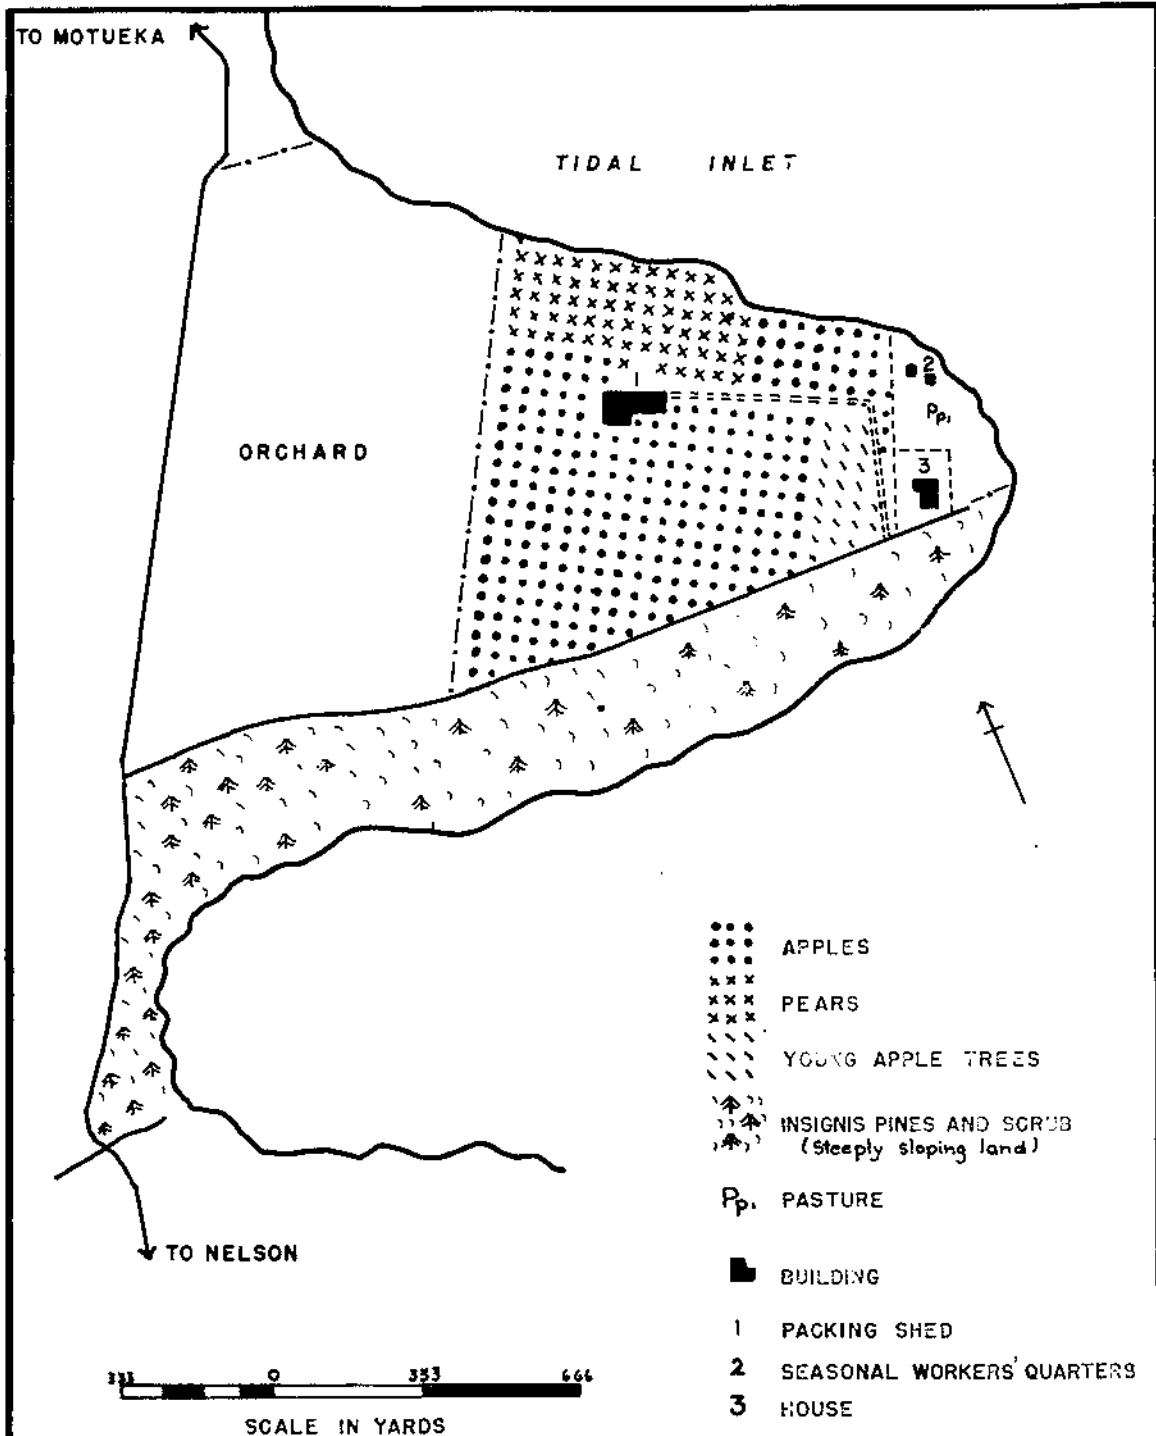 TO MOTUEKA
TIDAL INLET
ORCHARD
1
2
Pp.
3
APPLES
PEARS
YOUNG APPLE TREES
INSIGNIS PINES AND SCRUB
(Steeply sloping land)
Pp. PASTURE
BUILDING
1 PACKING SHED
2 SEASONAL WORKERS' QUARTERS
3 HOUSE
TO NELSON
333 0 333 666
SCALE IN YARDS